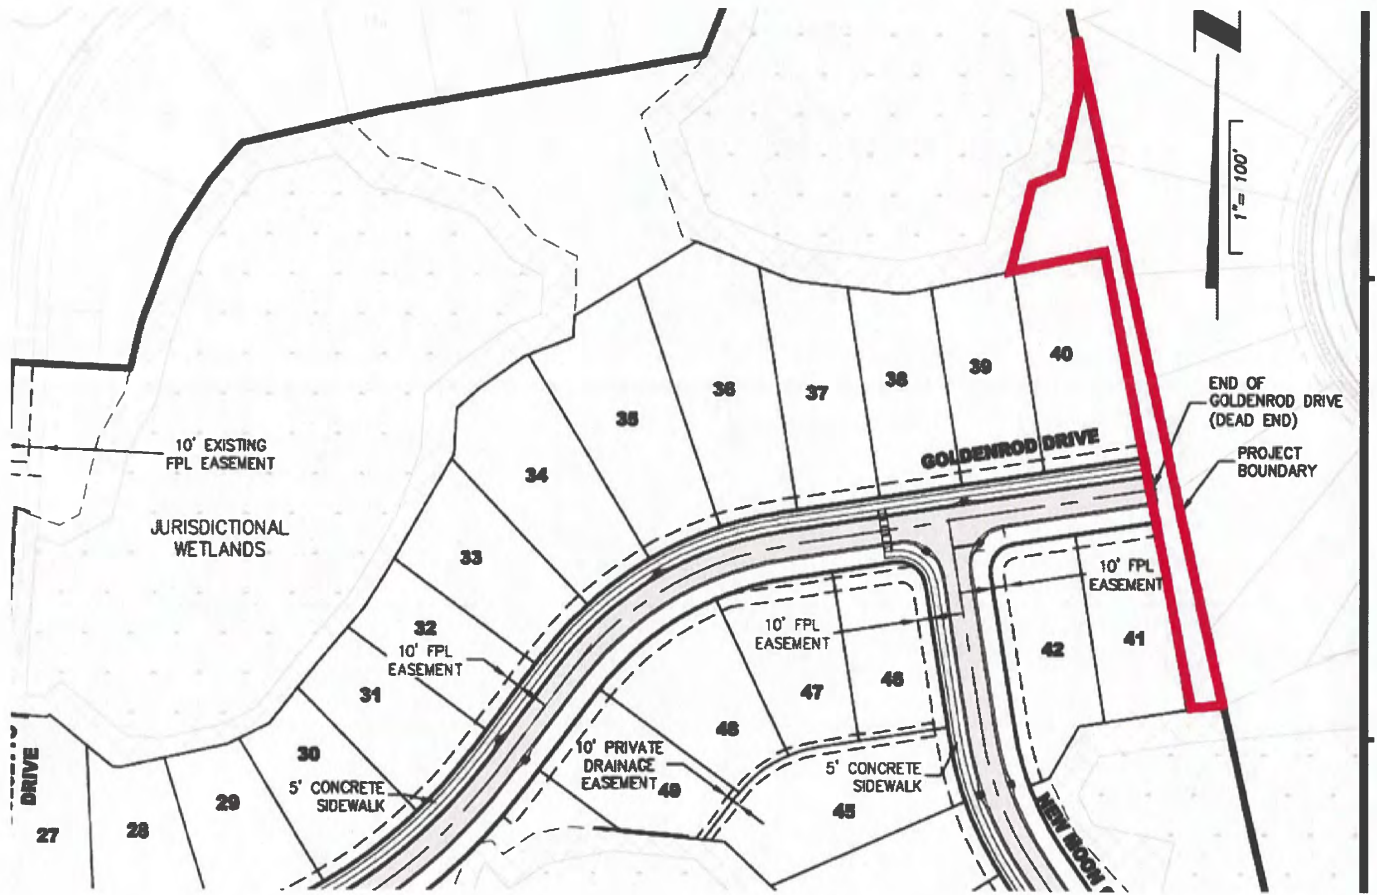 1"= 100'
40
39
38
37
36
35
34
33
32
31
30
29
28
27
END OF
GOLDENROD DRIVE
(DEAD END)
PROJECT
BOUNDARY
GOLDENROD DRIVE
10' EXISTING
FPL EASEMENT
JURISDICTIONAL
WETLANDS
10' FPL
EASEMENT
10' FPL
EASEMENT
10' FPL
EASEMENT
42
41
47
46
10' PRIVATE
DRAINAGE
EASEMENT
5' CONCRETE
SIDEWALK
5' CONCRETE
SIDEWALK
45
DRIVE
NEW MOON